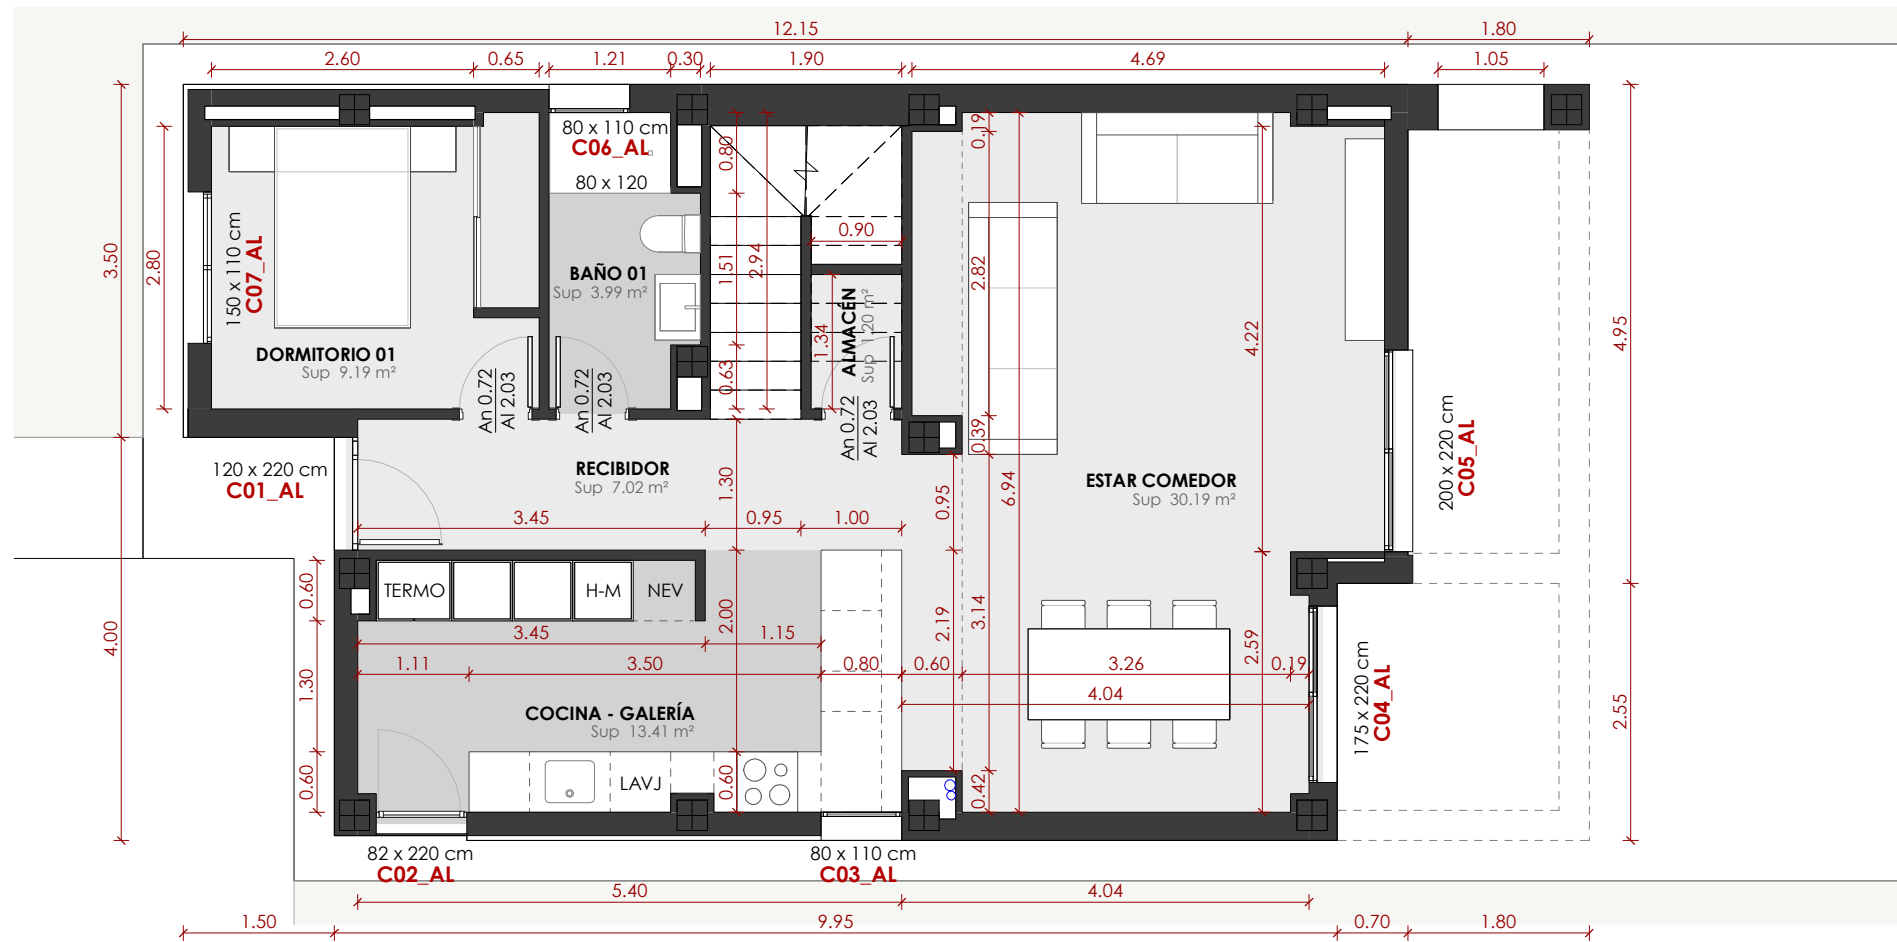 12.15
1.80
2.60
0.65
1.21
0.30
1.90
4.69
1.05
80 x 110 cm
C06_AL
80 x 120
0.19
0.80
3.50
2.80
150 x 110 cm
C07_AL
BAÑO 01
Sup 3.99 m²
1.51
2.94
0.90
2.82
1.34
ALMACÉN
Sup 1.20 m²
4.22
4.95
DORMITORIO 01
Sup 9.19 m²
0.63
An 0.72
Al 2.03
An 0.72
Al 2.03
An 0.72
Al 2.03
0.39
120 x 220 cm
C01_AL
RECIBIDOR
Sup 7.02 m²
1.30
0.95
6.94
ESTAR COMEDOR
Sup 30.19 m²
200 x 220 cm
C05_AL
3.45
0.95
1.00
TERMO
H-M
NEV
0.60
4.00
2.00
2.19
3.14
3.45
1.15
2.59
1.11
3.50
0.80
0.60
3.26
0.19
4.04
1.30
COCINA - GALERÍA
Sup 13.41 m²
175 x 220 cm
C04_AL
2.55
LAVJ
0.60
0.60
0.42
82 x 220 cm
C02_AL
80 x 110 cm
C03_AL
5.40
4.04
1.50
9.95
0.70
1.80